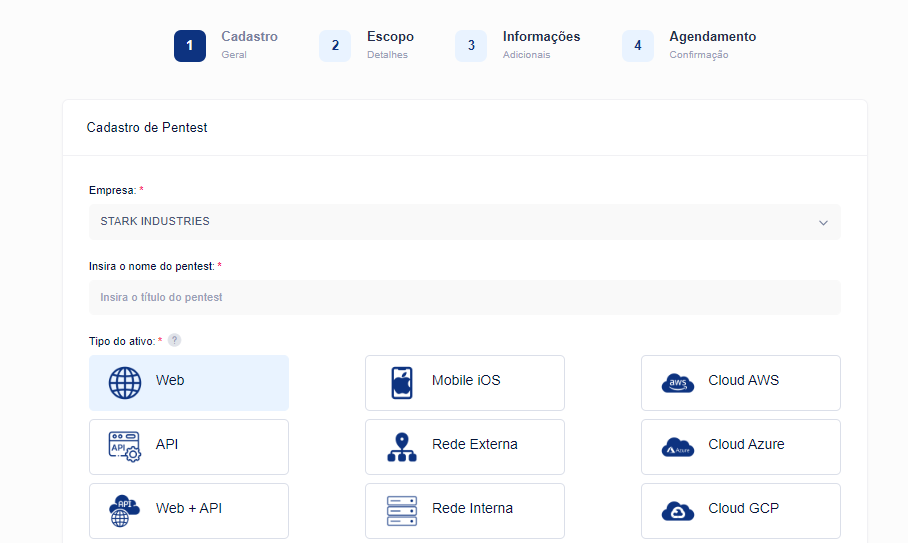 1 Cadastro
Geral
2 Escopo
Detalhes
3 Informações
Adicionais
4 Agendamento
Confirmação
Cadastro de Pentest
Empresa: *
STARK INDUSTRIES
Insira o nome do pentest: *
Insira o título do pentest
Tipo do ativo: * ?
Web
Mobile iOS
aws Cloud AWS
API API
Rede Externa
Azure Cloud Azure
API Web + API
Rede Interna
Cloud GCP